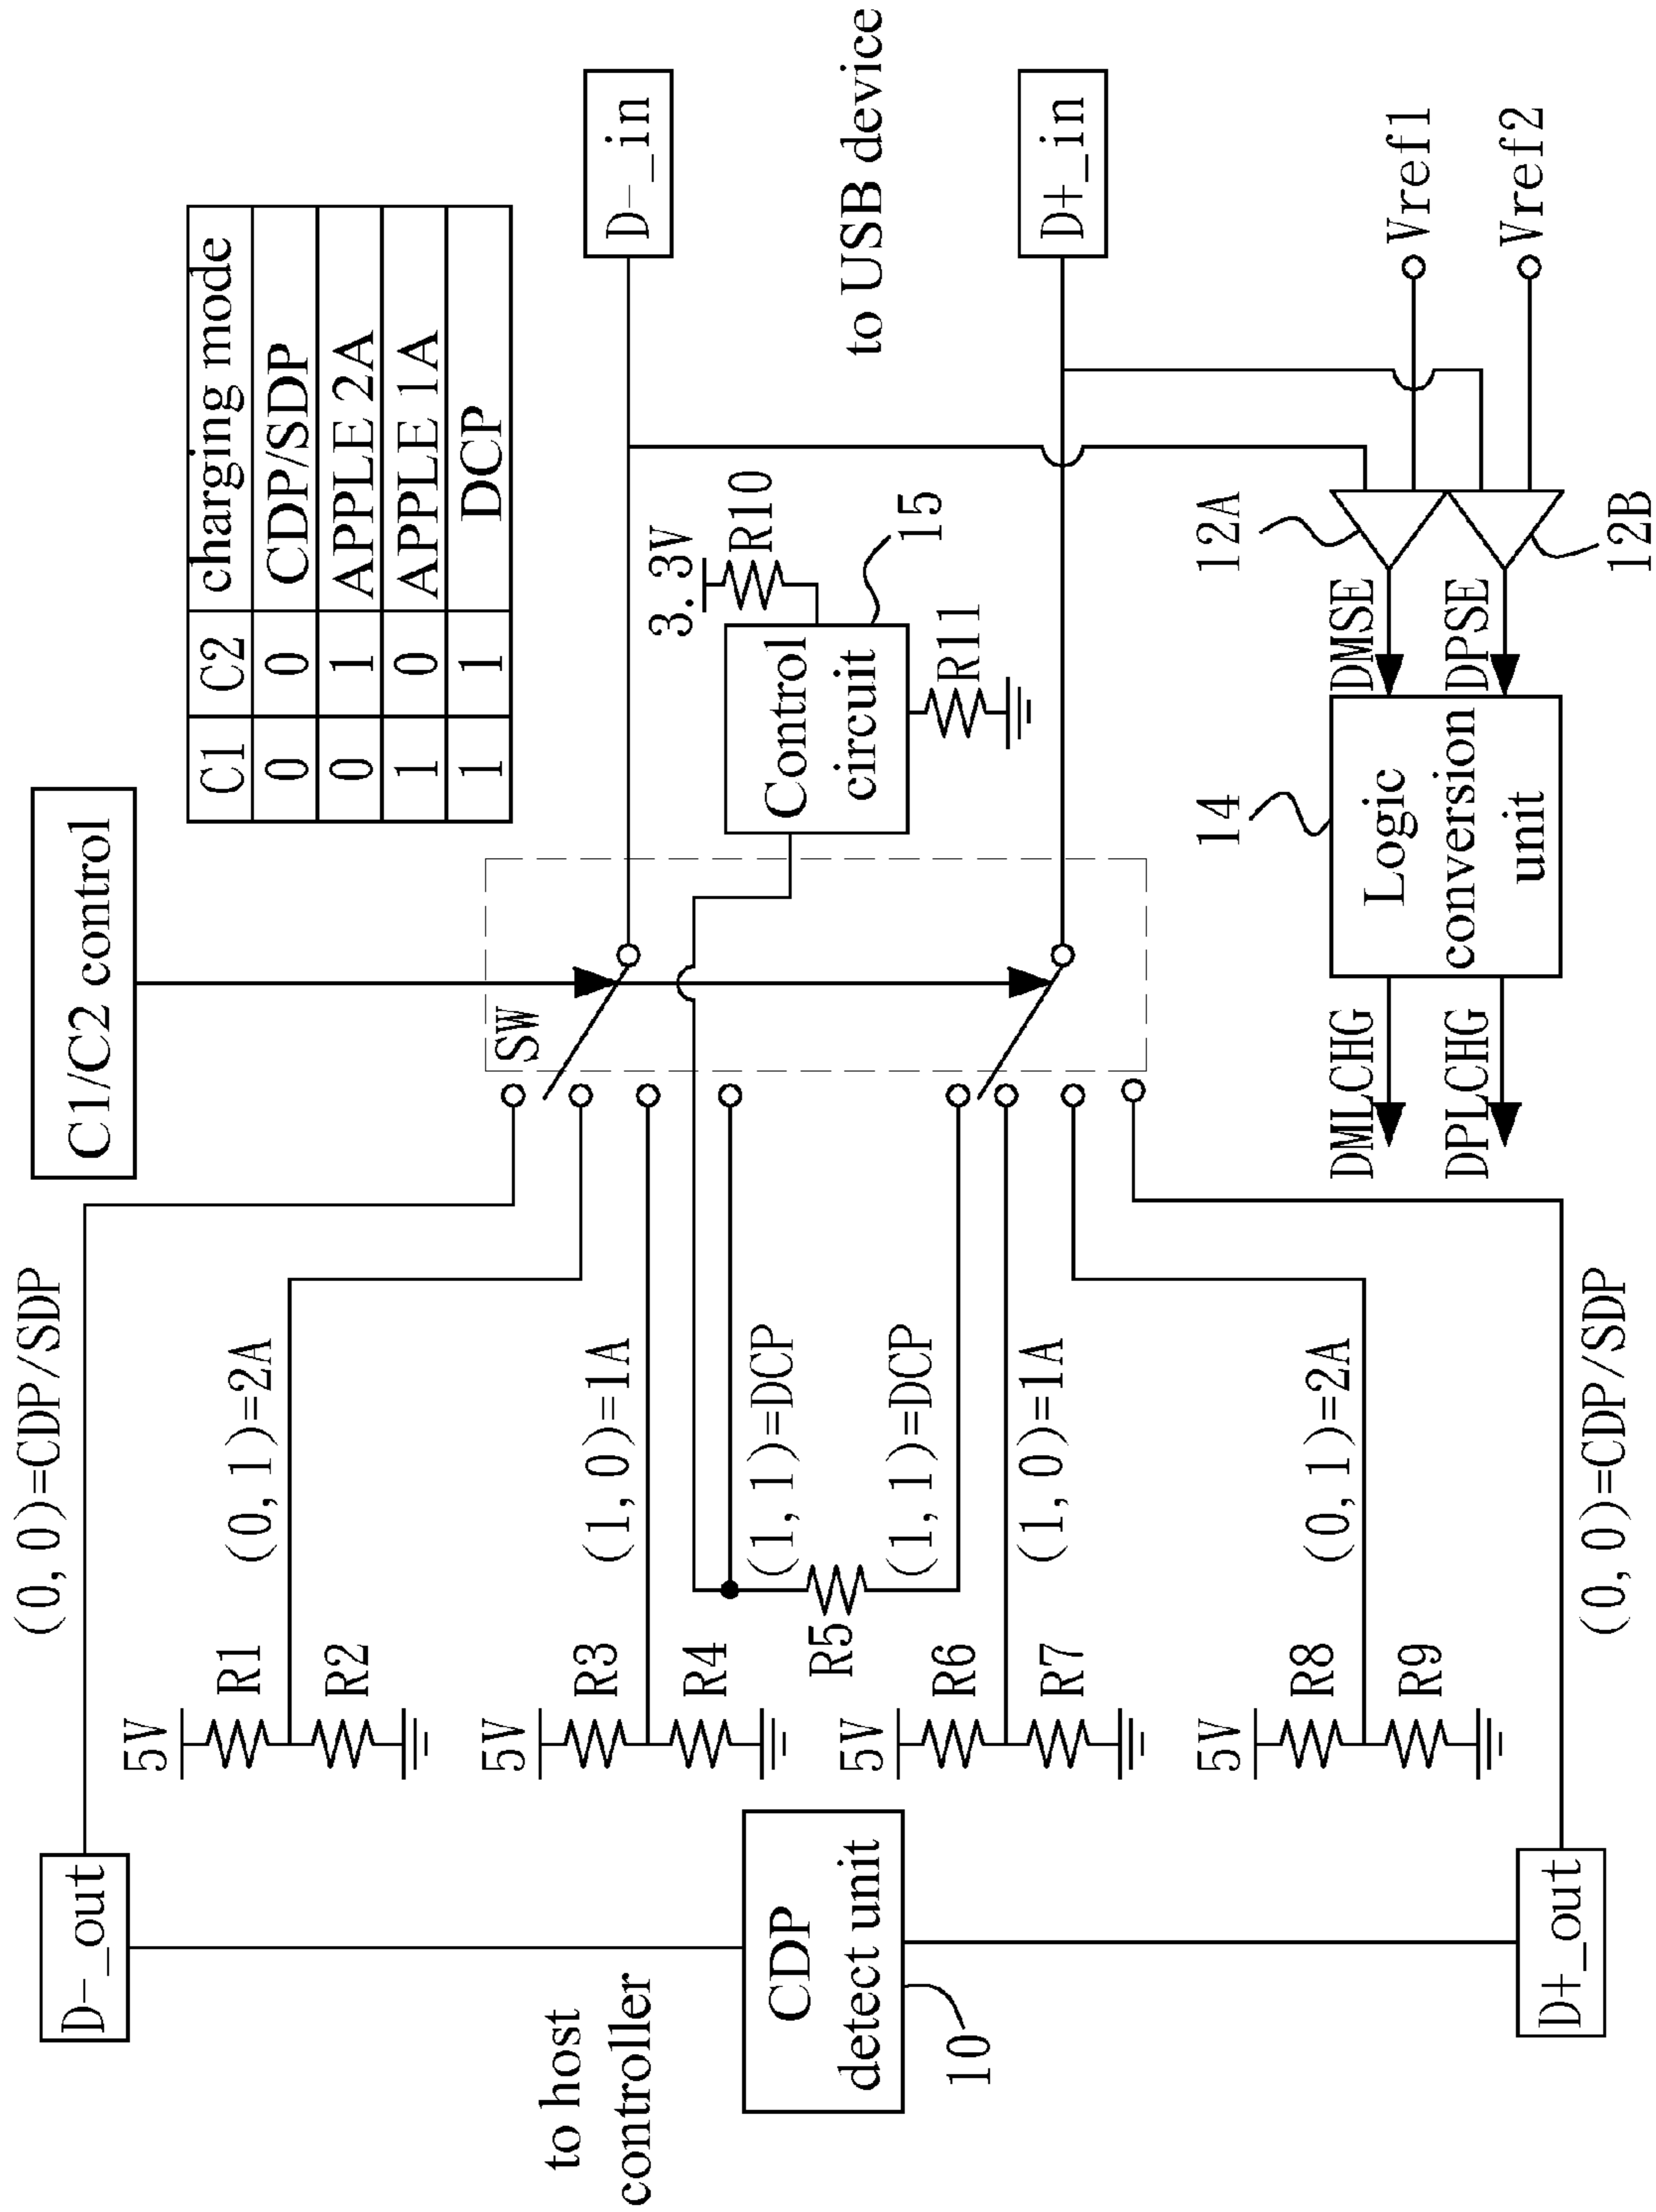 C1/C2 control
C1 C2 charging mode
0 0 CDP/SDP
0 1 APPLE 2A
1 0 APPLE 1A
1 1 DCP
D-_out
(0,0)=CDP/SDP
D-_in
5V
R1
R2
(0,1)=2A
SW
5V
R3
R4
(1,0)=1A
to host
controller
CDP
detect unit
10
R5
(1,1)=DCP
(1,1)=DCP
3.3V
R10
Control
circuit
15
R11
to USB device
5V
R6
R7
(1,0)=1A
D+_in
5V
R8
R9
(0,1)=2A
D+_out
(0,0)=CDP/SDP
DMLCHG
DPLCHG
14
Logic
conversion
unit
DMSE
DPSE
12A
12B
Vref1
Vref2